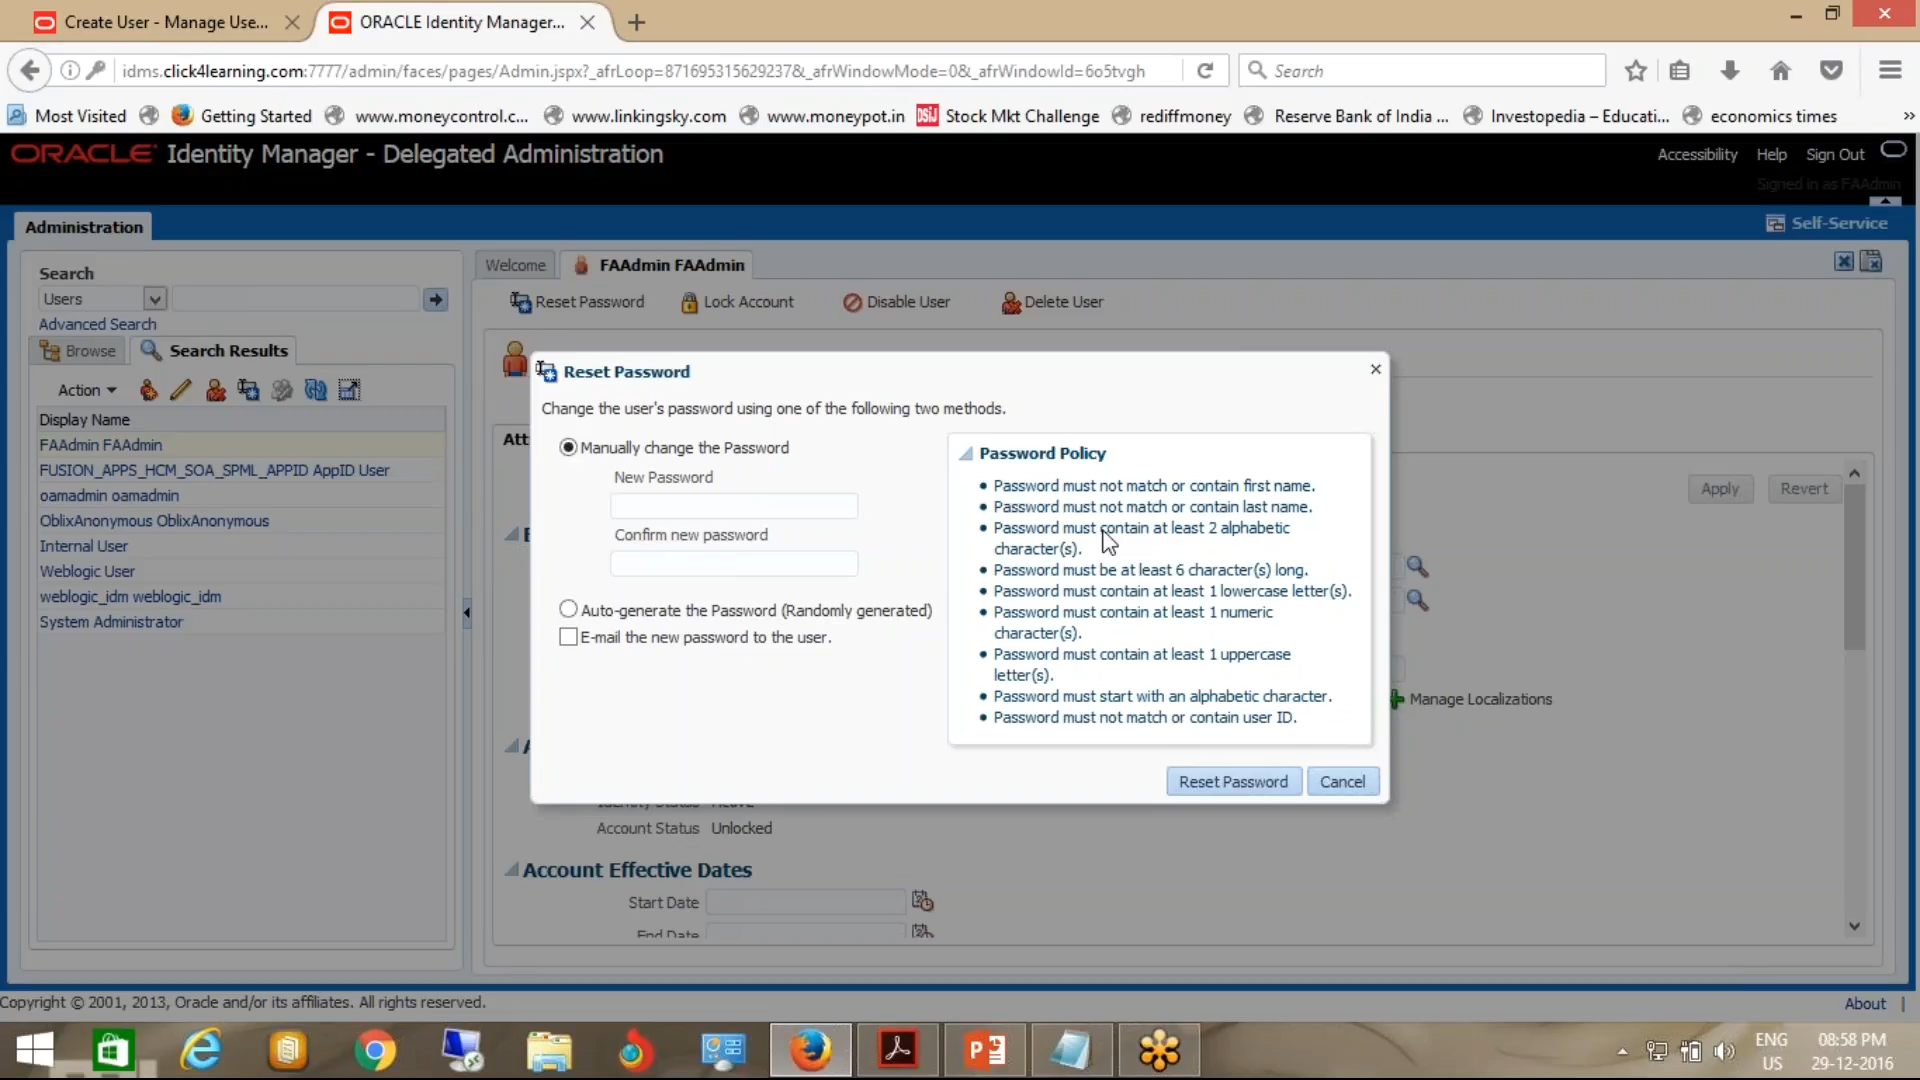 Create User - Manage Use...
ORACLE Identity Manager...
idms.click4learning.com:7777/admin/faces/pages/Admin.jspx?_afrLoop=871695315629237&_afrWindowMode=0&_afrWindowId=6o5tvgh
Search
Most Visited
Getting Started
www.moneycontrol.c...
www.linkingsky.com
www.moneypot.in
DSIJ
Stock Mkt Challenge
rediffmoney
Reserve Bank of India ...
Investopedia – Educati...
economics times
»
ORACLE Identity Manager - Delegated Administration
Accessibility
Help
Sign Out
Signed in as FAAdmin
Administration
Self-Service
Search
Users
Advanced Search
Browse
Search Results
Action
Display Name
FAAdmin FAAdmin
FUSION_APPS_HCM_SOA_SPML_APPID AppID User
oamadmin oamadmin
OblixAnonymous OblixAnonymous
Internal User
Weblogic User
weblogic_idm weblogic_idm
System Administrator
Welcome
FAAdmin FAAdmin
Reset Password
Lock Account
Disable User
Delete User
Att
Apply
Revert
Manage Localizations
Reset Password
Change the user's password using one of the following two methods.
Manually change the Password
New Password
Confirm new password
Auto-generate the Password (Randomly generated)
E-mail the new password to the user.
Password Policy
• Password must not match or contain first name.
• Password must not match or contain last name.
• Password must contain at least 2 alphabetic
character(s).
• Password must be at least 6 character(s) long.
• Password must contain at least 1 lowercase letter(s).
• Password must contain at least 1 numeric
character(s).
• Password must contain at least 1 uppercase
letter(s).
• Password must start with an alphabetic character.
• Password must not match or contain user ID.
Reset Password
Cancel
Identity Status Active
Account Status Unlocked
Account Effective Dates
Start Date
End Date
Copyright © 2001, 2013, Oracle and/or its affiliates. All rights reserved.
About
ENG
US
08:58 PM
29-12-2016